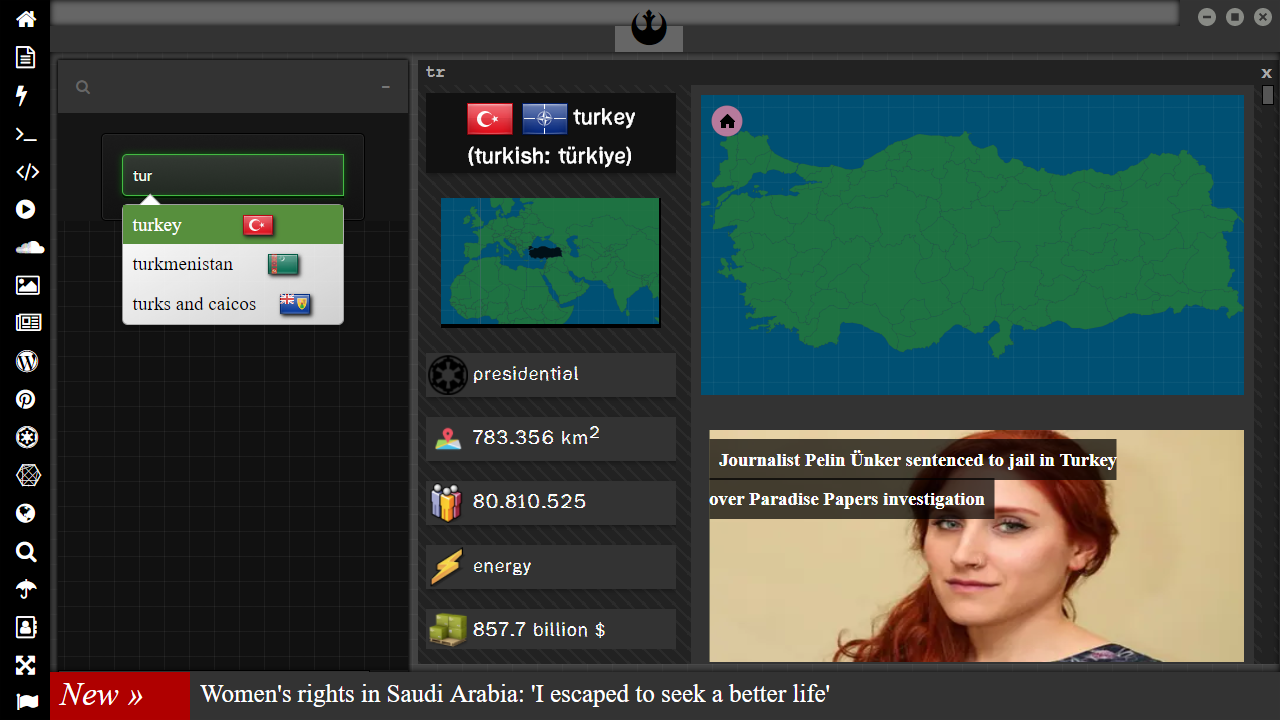 tr
x
tur
turkey
turkmenistan
turks and caicos
turkey
(turkish: türkiye)
presidential
783.356 km²
80.810.525
energy
857.7 billion $
Journalist Pelin Ünker sentenced to jail in Turkey
over Paradise Papers investigation
New » Women's rights in Saudi Arabia: 'I escaped to seek a better life'